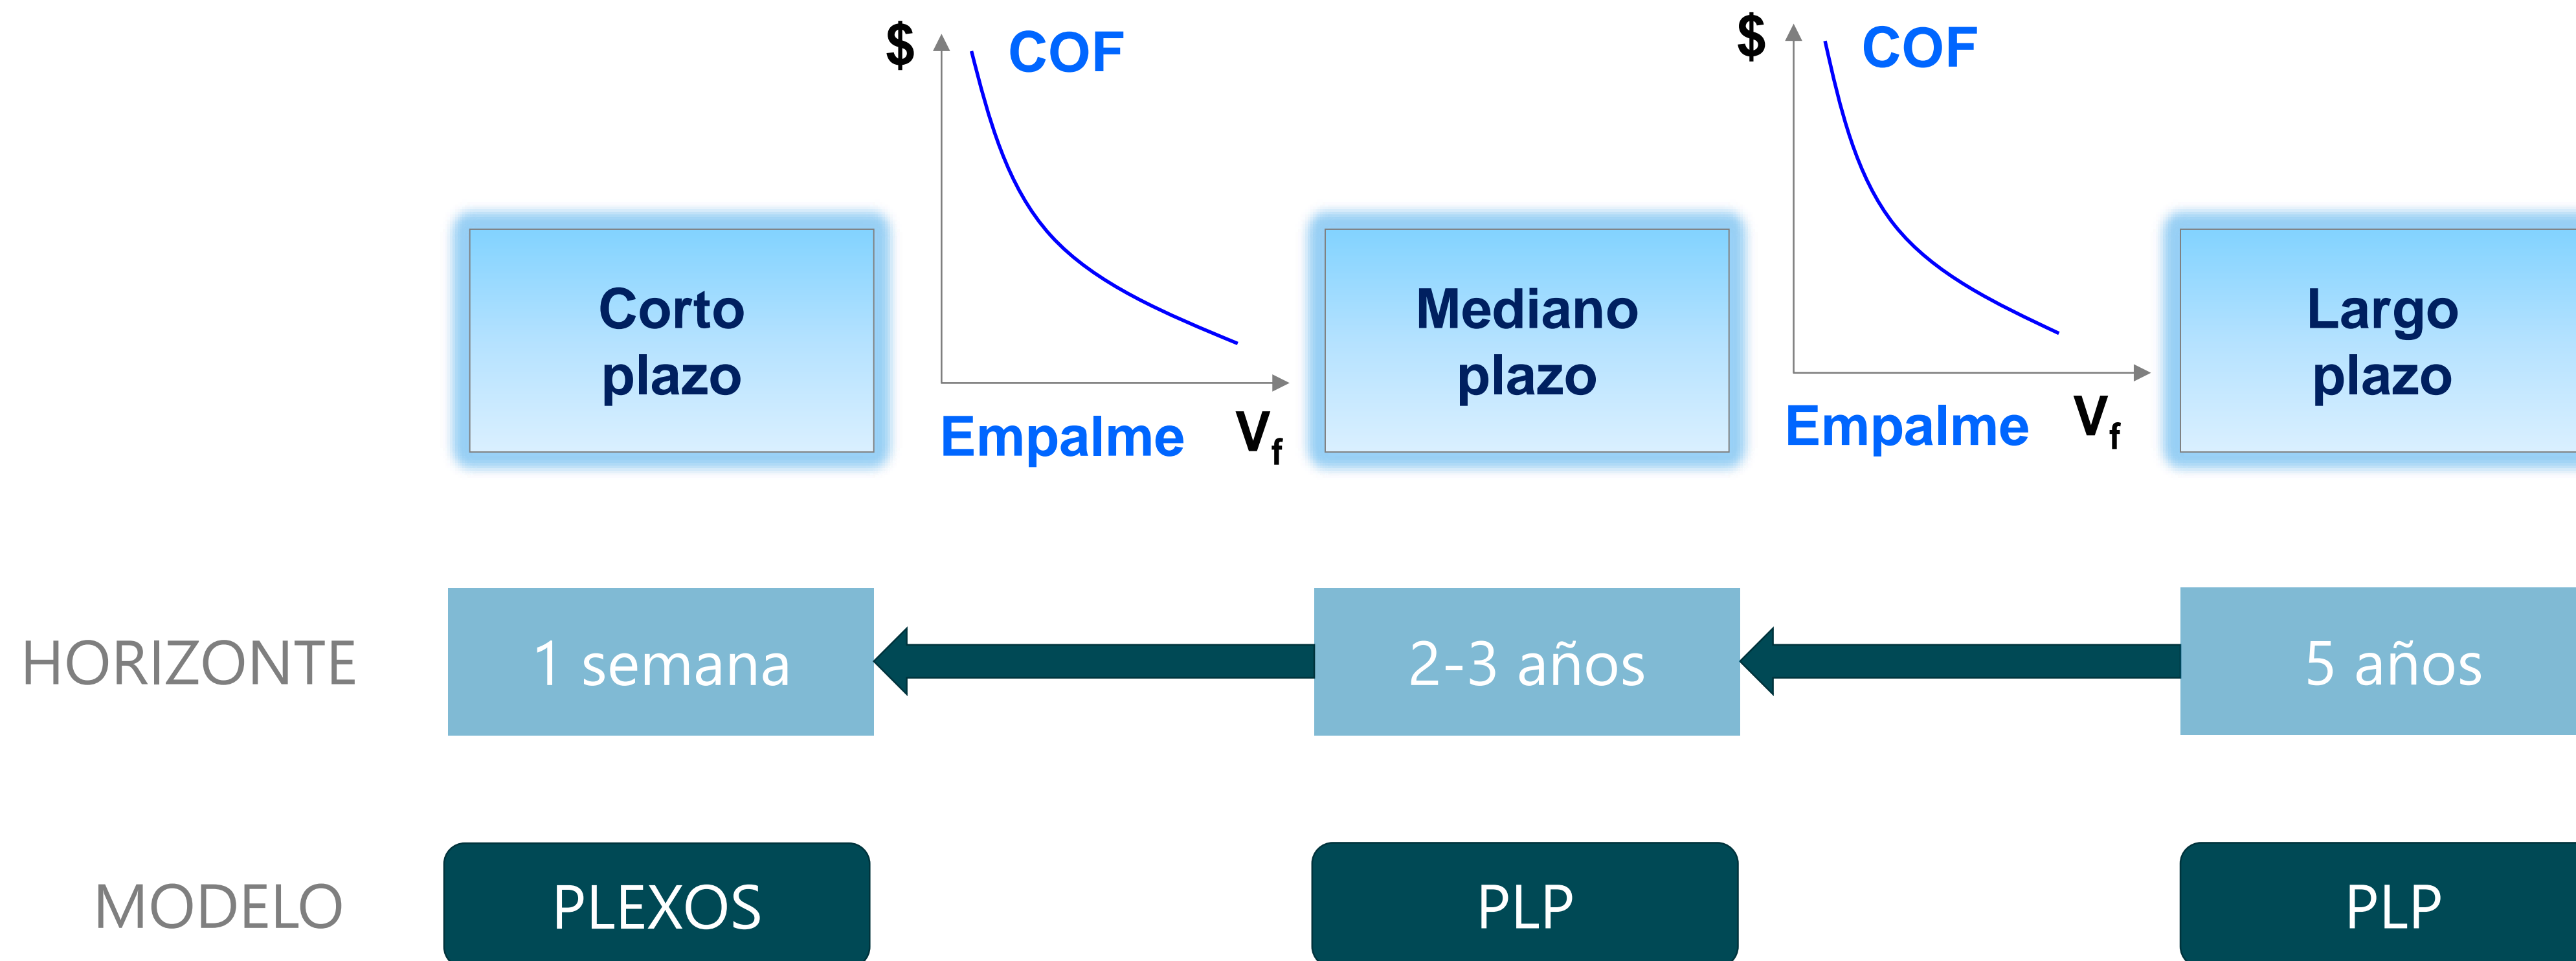 $ COF
$ COF
Corto
plazo
Mediano
plazo
Largo
plazo
Empalme Vf
Empalme Vf
HORIZONTE 1 semana 2-3 años 5 años
MODELO PLEXOS PLP PLP